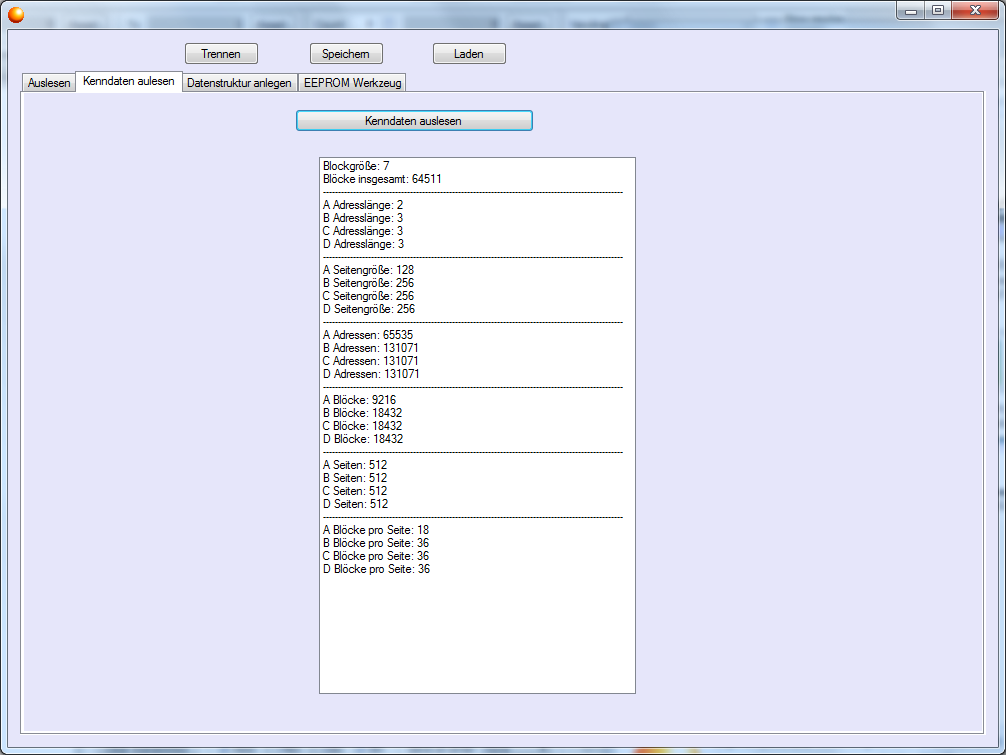 Trennen Speichern Laden
Auslesen Kenndaten aulesen Datenstruktur anlegen EEPROM Werkzeug
Kenndaten auslesen
Blockgröße: 7
Blöcke insgesamt: 64511
A Adresslänge: 2
B Adresslänge: 3
C Adresslänge: 3
D Adresslänge: 3
A Seitengröße: 128
B Seitengröße: 256
C Seitengröße: 256
D Seitengröße: 256
A Adressen: 65535
B Adressen: 131071
C Adressen: 131071
D Adressen: 131071
A Blöcke: 9216
B Blöcke: 18432
C Blöcke: 18432
D Blöcke: 18432
A Seiten: 512
B Seiten: 512
C Seiten: 512
D Seiten: 512
A Blöcke pro Seite: 18
B Blöcke pro Seite: 36
C Blöcke pro Seite: 36
D Blöcke pro Seite: 36